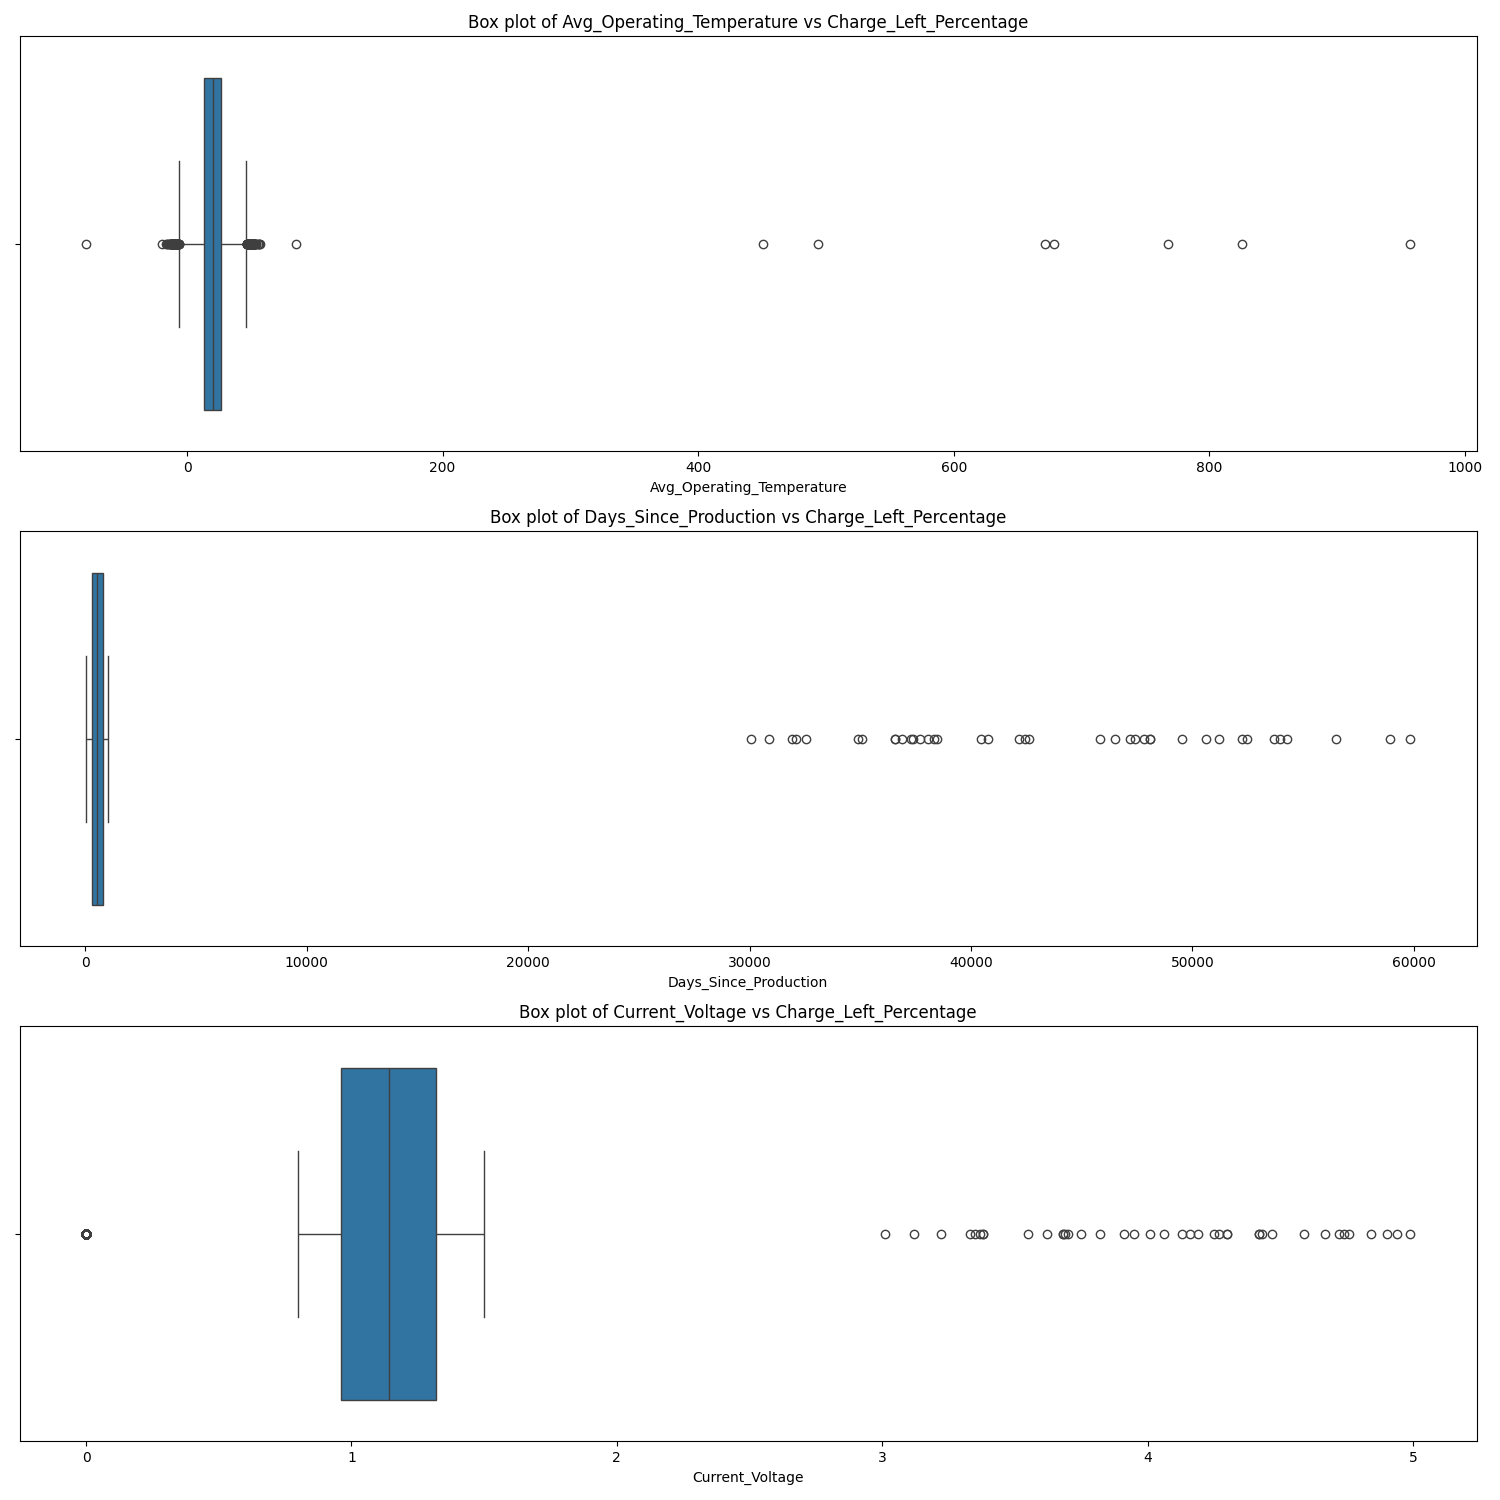 Box plot of Avg_Operating_Temperature vs Charge_Left_Percentage
0 200 400 600 800 1000
Avg_Operating_Temperature
Box plot of Days_Since_Production vs Charge_Left_Percentage
0 10000 20000 30000 40000 50000 60000
Days_Since_Production
Box plot of Current_Voltage vs Charge_Left_Percentage
0 1 2 3 4 5
Current_Voltage